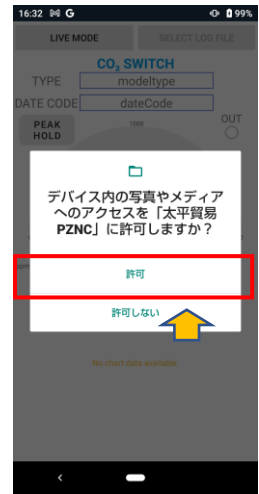 16:32 G 99%
LIVE MODE SELECT LOG FILE
CO₂ SWITCH
TYPE modeltype
DATE CODE dateCode
PEAK HOLD 1600 OUT
デバイス内の写真やメディア
へのアクセスを「太平貿易
PZNC」に許可しますか？
許可
許可しない
No chart data available.